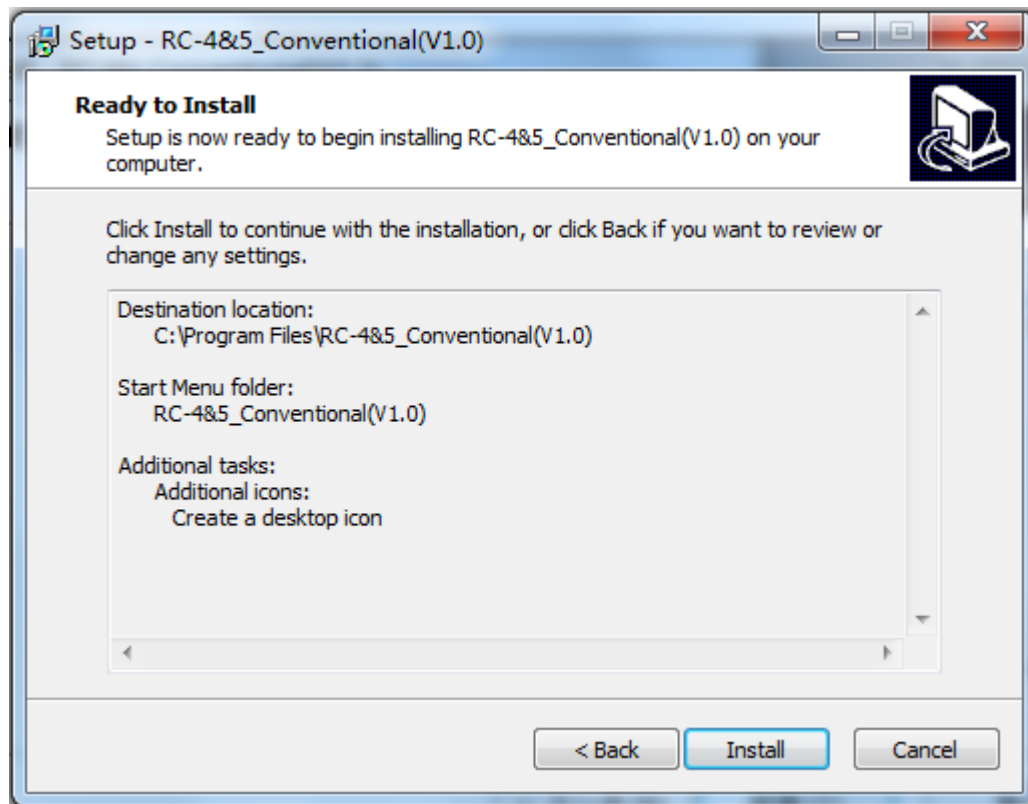 Setup - RC-4&5_Conventional(V1.0)
Ready to Install
Setup is now ready to begin installing RC-4&5_Conventional(V1.0) on your
computer.
Click Install to continue with the installation, or click Back if you want to review or
change any settings.
Destination location:
C:\Program Files\RC-4&5_Conventional(V1.0)
Start Menu folder:
RC-4&5_Conventional(V1.0)
Additional tasks:
Additional icons:
Create a desktop icon
< Back
Install
Cancel